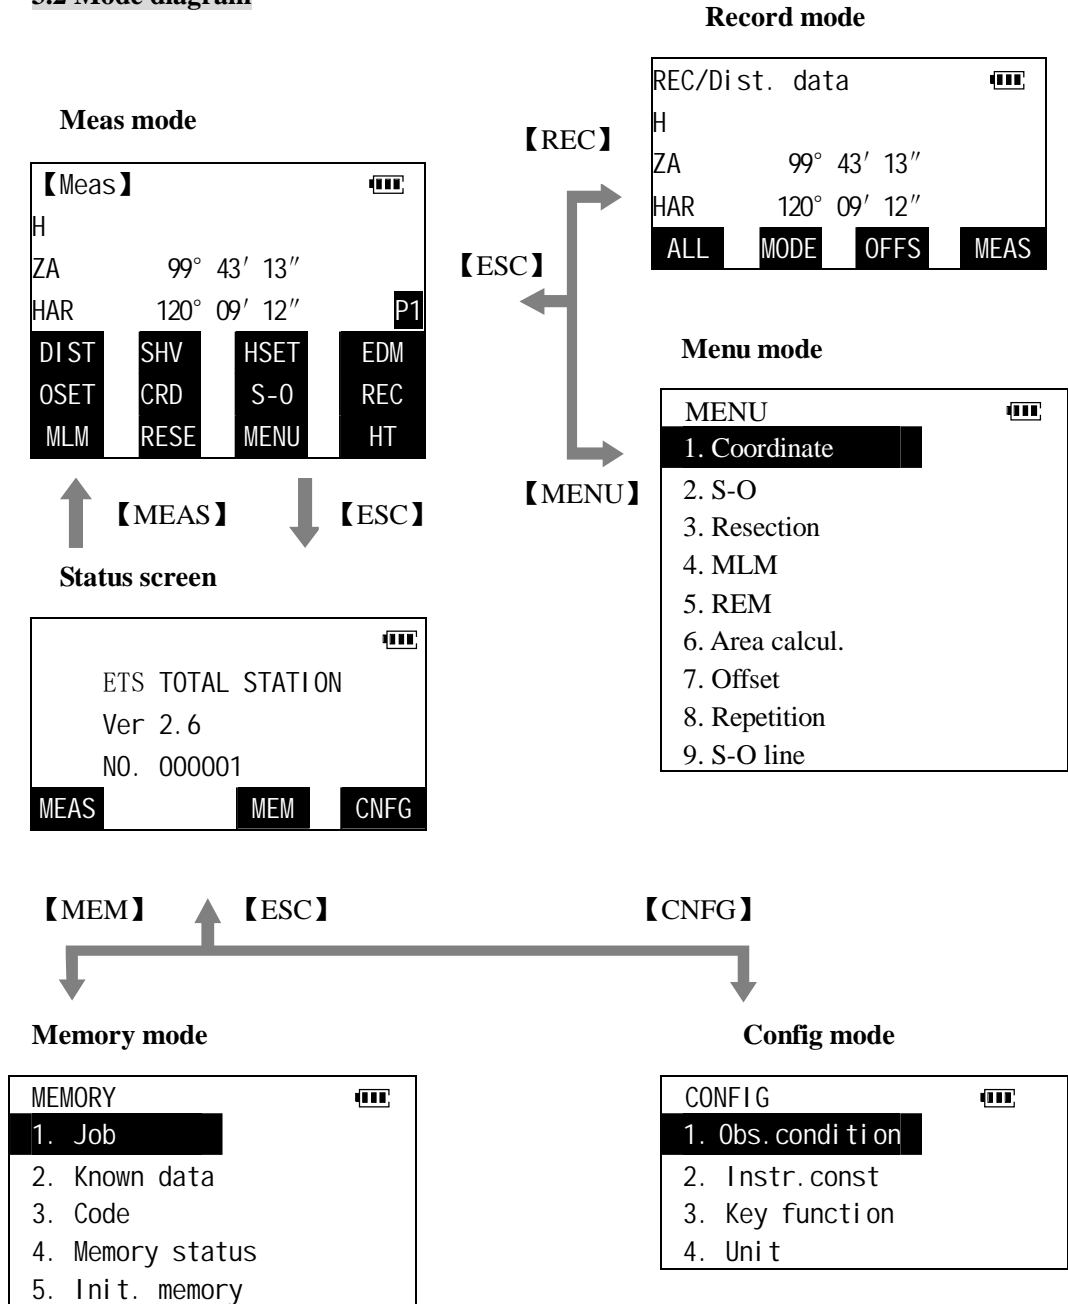 5.2 Mode diagram
Record mode
REC/Dist. data
H
ZA 99° 43′ 13″
HAR 120° 09′ 12″
ALL MODE OFFS MEAS
Meas mode
【Meas】
H
ZA 99° 43′ 13″
HAR 120° 09′ 12″ P1
DIST SHV HSET EDM
OSET CRD S-O REC
MLM RESE MENU HT
【REC】
【ESC】
【MENU】
Menu mode
MENU
1. Coordinate
2. S-O
3. Resection
4. MLM
5. REM
6. Area calcul.
7. Offset
8. Repetition
9. S-O line
【MEAS】 【ESC】
Status screen
ETS TOTAL STATION
Ver 2.6
NO. 000001
MEAS MEM CNFG
【MEM】 【ESC】 【CNFG】
Memory mode
MEMORY
1. Job
2. Known data
3. Code
4. Memory status
5. Init. memory
Config mode
CONFIG
1. Obs.condition
2. Instr.const
3. Key function
4. Unit